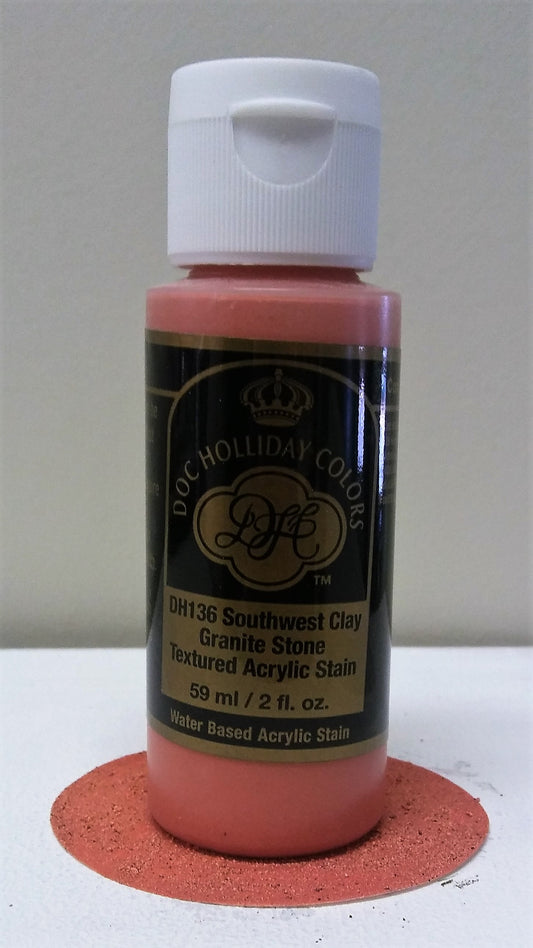 DOC HOLLIDAY COLORS
DHC
TM
DH136 Southwest Clay
Granite Stone
Textured Acrylic Stain
59 ml / 2 fl. oz.
Water Based Acrylic Stain